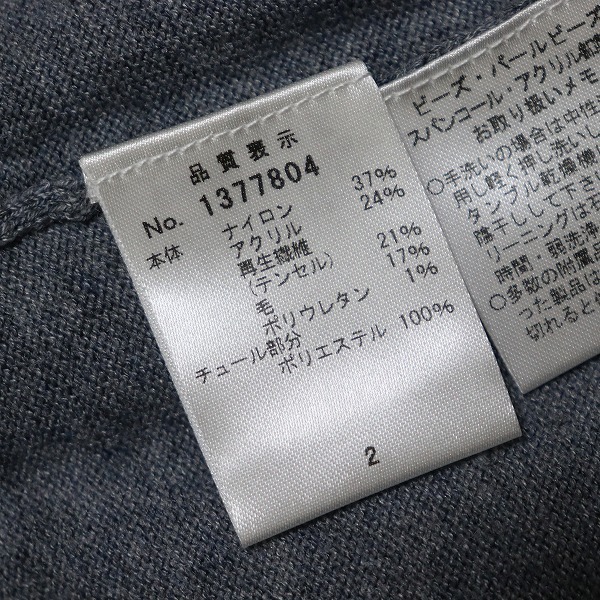 品質表示
No. 1377804
本体 ナイロン 37%
アクリル 24%
再生繊維
(テンセル) 21%
毛 17%
ポリウレタン 1%
チュール部分
ポリエステル 100%
2
ビーズ・パールビーズ
スパンコール・アクリル
お取り扱いメモ
○手洗いの場合は中性
用し軽く押し洗いし
タンブル乾燥機
陰干しして下さ
リーニングは石
時間・弱洗浄
○多数の付属品
った製品は
切れると